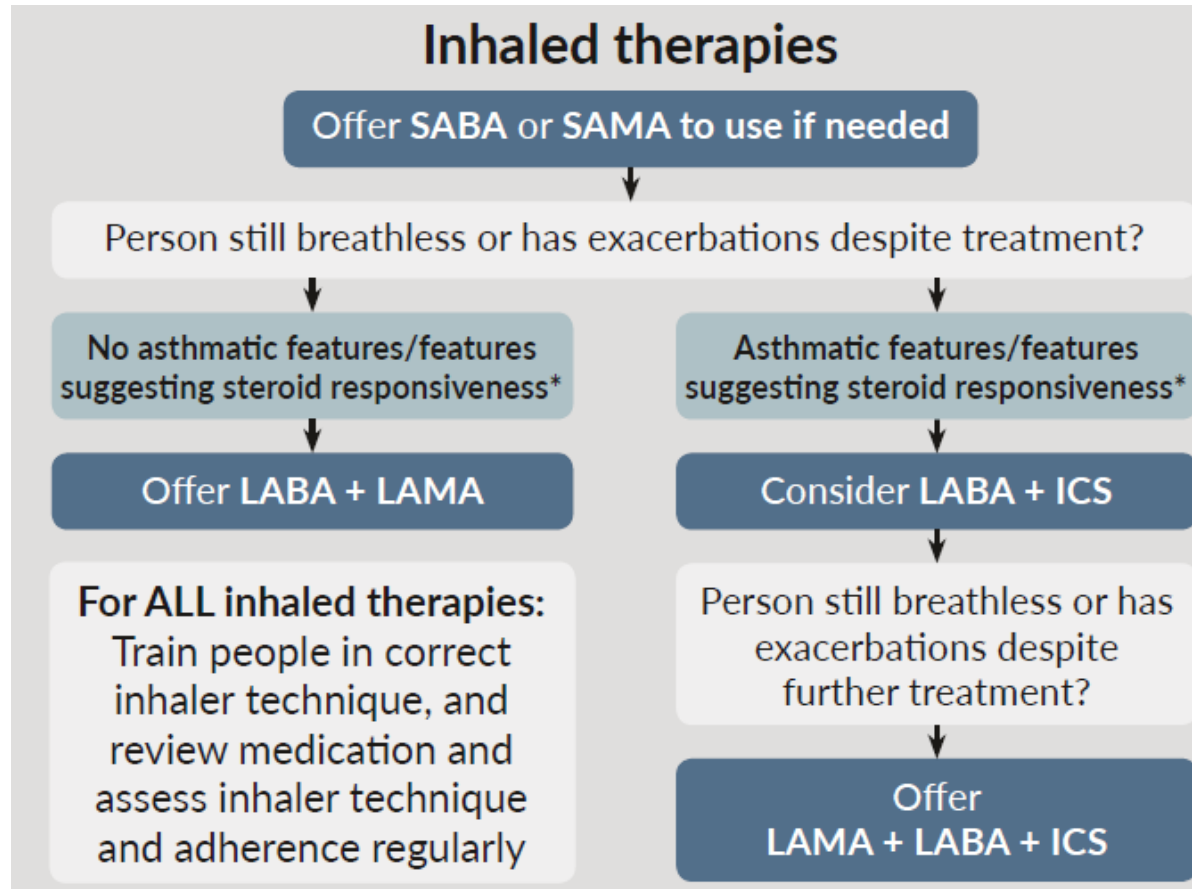 Inhaled therapies
Offer SABA or SAMA to use if needed
Person still breathless or has exacerbations despite treatment?
No asthmatic features/features
suggesting steroid responsiveness*
Offer LABA + LAMA
For ALL inhaled therapies:
Train people in correct
inhaler technique, and
review medication and
assess inhaler technique
and adherence regularly
Asthmatic features/features
suggesting steroid responsiveness*
Consider LABA + ICS
Person still breathless or has
exacerbations despite
further treatment?
Offer
LAMA + LABA + ICS